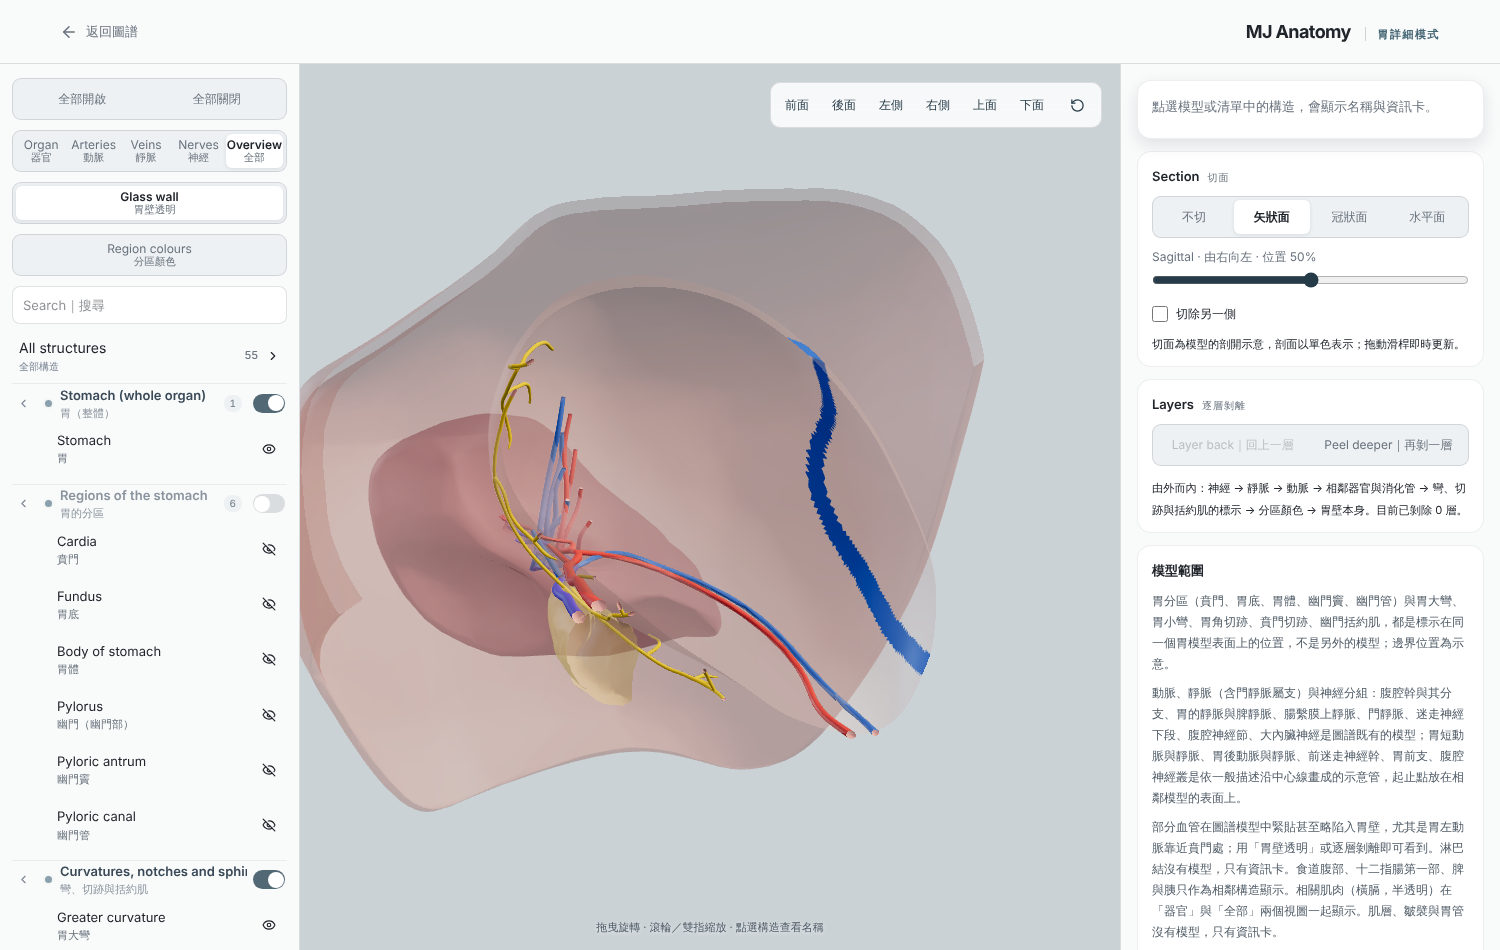 返回圖譜
MJ Anatomy
胃詳細模式
全部開啟
全部關閉
Organ
器官
Arteries
動脈
Veins
靜脈
Nerves
神經
Overview
全部
Glass wall
胃壁透明
Region colours
分區顏色
Search｜搜尋
All structures
全部構造
55
Stomach (whole organ)
胃（整體）
1
Stomach
胃
Regions of the stomach
胃的分區
6
Cardia
賁門
Fundus
胃底
Body of stomach
胃體
Pylorus
幽門（幽門部）
Pyloric antrum
幽門竇
Pyloric canal
幽門管
Curvatures, notches and sphin
彎、切跡與括約肌
Greater curvature
胃大彎
前面
後面
左側
右側
上面
下面
拖曳旋轉 · 滾輪／雙指縮放 · 點選構造查看名稱
點選模型或清單中的構造，會顯示名稱與資訊卡。
Section 切面
不切
矢狀面
冠狀面
水平面
Sagittal · 由右向左 · 位置 50%
切除另一側
切面為模型的剖開示意，剖面以單色表示；拖動滑桿即時更新。
Layers 逐層剝離
Layer back｜回上一層
Peel deeper｜再剝一層
由外而內：神經 → 靜脈 → 動脈 → 相鄰器官與消化管 → 彎、切
跡與括約肌的標示 → 分區顏色 → 胃壁本身。目前已剝除 0 層。
模型範圍
胃分區（賁門、胃底、胃體、幽門竇、幽門管）與胃大彎、
胃小彎、胃角切跡、賁門切跡、幽門括約肌，都是標示在同
一個胃模型表面上的位置，不是另外的模型；邊界位置為示
意。
動脈、靜脈（含門靜脈屬支）與神經分組：腹腔幹與其分
支、胃的靜脈與脾靜脈、腸繫膜上靜脈、門靜脈、迷走神經
下段、腹腔神經節、大內臟神經是圖譜既有的模型；胃短動
脈與靜脈、胃後動脈與靜脈、前迷走神經幹、胃前支、腹腔
神經叢是依一般描述沿中心線畫成的示意管，起止點放在相
鄰模型的表面上。
部分血管在圖譜模型中緊貼甚至略陷入胃壁，尤其是胃左動
脈靠近賁門處；用「胃壁透明」或逐層剝離即可看到。淋巴
結沒有模型，只有資訊卡。食道腹部、十二指腸第一部、脾
與胰只作為相鄰構造顯示。相關肌肉（橫膈，半透明）在
「器官」與「全部」兩個視圖一起顯示。肌層、皺襞與胃管
沒有模型，只有資訊卡。